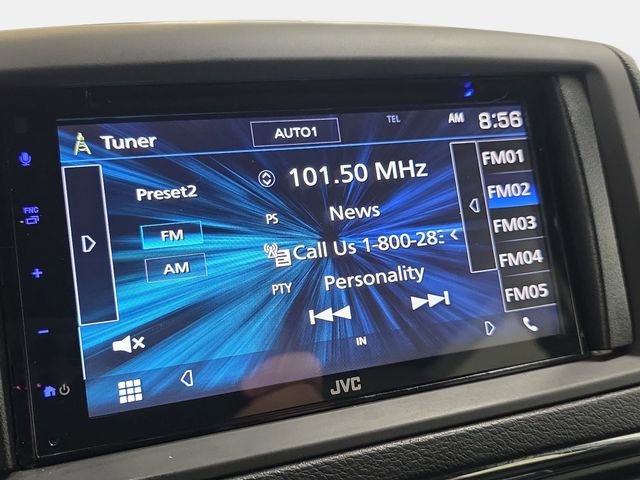 TEL AM 8:56
Tuner AUTO1
101.50 MHz
Preset2
PS News
FM
Call Us 1-800-283
AM
PTY Personality
IN
FM01
FM02
FM03
FM04
FM05
FNC
JVC